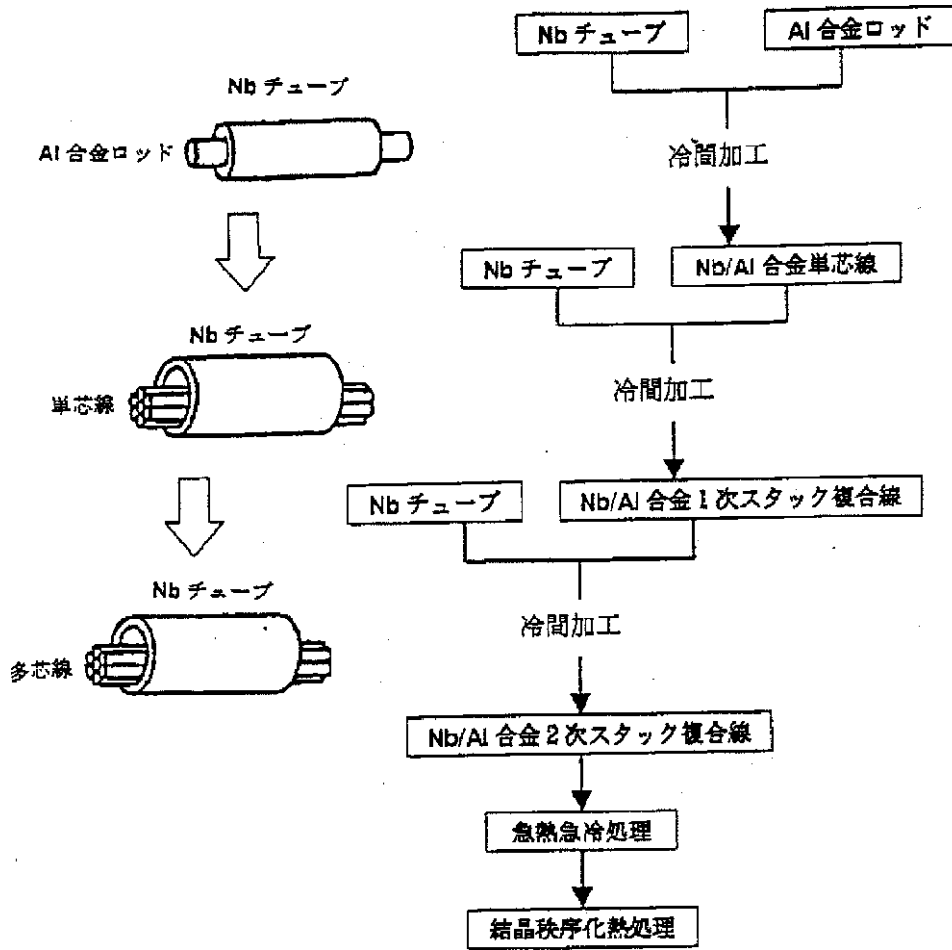 Nb チューブ
Al 合金ロッド
冷間加工
Nb チューブ
Nb/Al 合金単芯線
冷間加工
Nb チューブ
Nb/Al 合金1次スタック複合線
冷間加工
Nb/Al 合金2次スタック複合線
急熱急冷処理
結晶秩序化熱処理
Nb チューブ
Al 合金ロッド
Nb チューブ
単芯線
Nb チューブ
多芯線